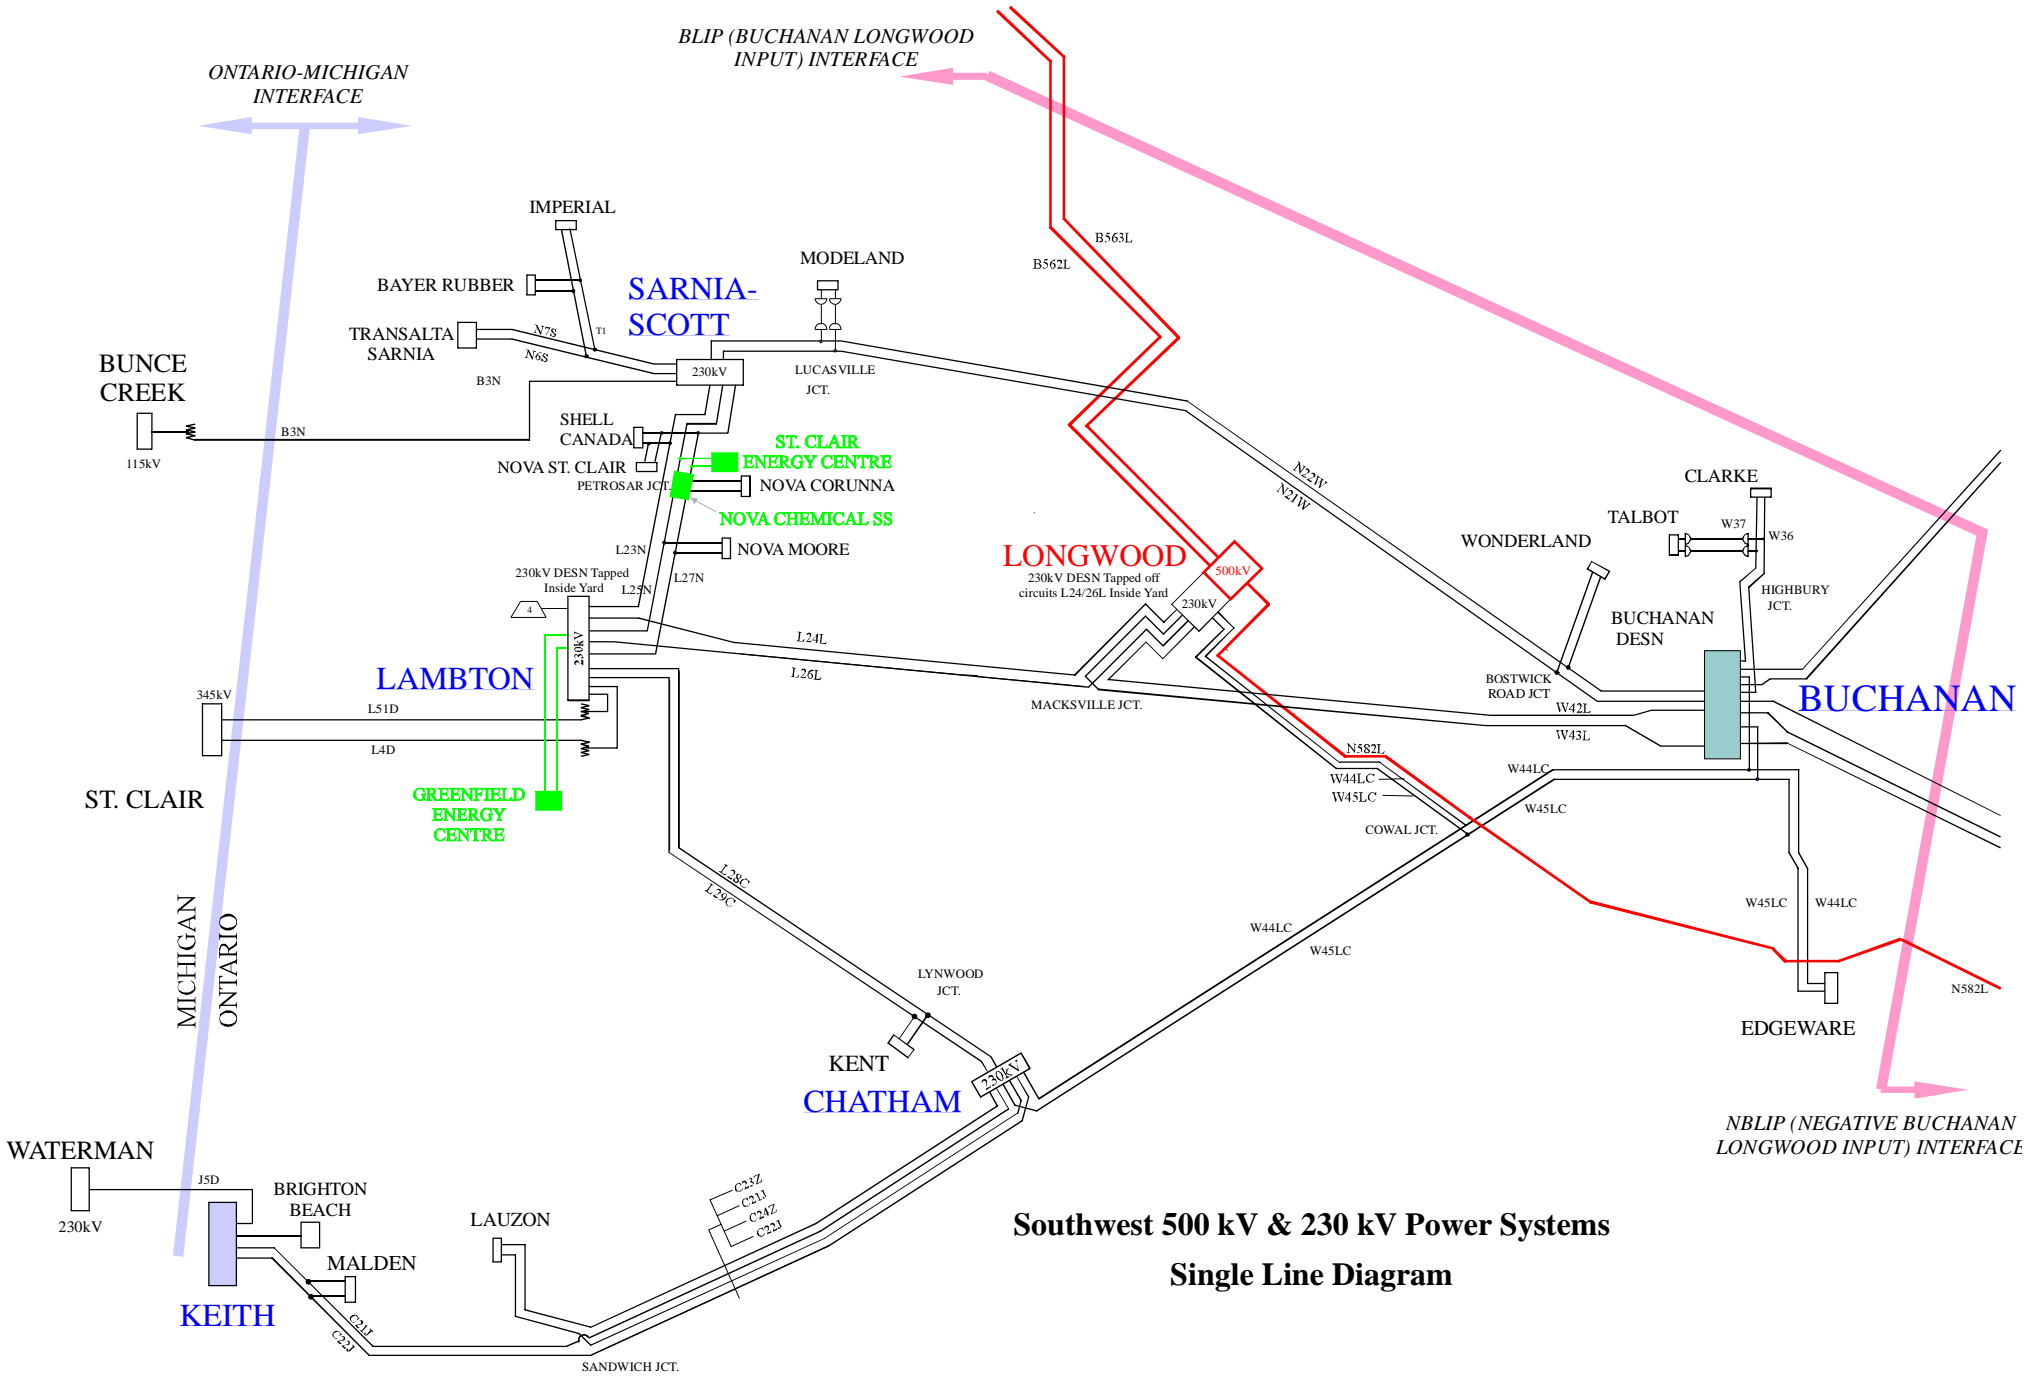 BLIP (BUCHANAN LONGWOOD
INPUT) INTERFACE
ONTARIO-MICHIGAN
INTERFACE
IMPERIAL
B563L
B562L
MODELAND
BAYER RUBBER
SARNIA-
SCOTT
TRANSALTA
SARNIA
N7S
T1
N6S
B3N
230kV
LUCASVILLE
JCT.
BUNCE
CREEK
B3N
115kV
SHELL
CANADA
ST. CLAIR
ENERGY CENTRE
NOVA ST. CLAIR
PETROSAR JCT.
NOVA CORUNNA
NOVA CHEMICAL SS
N22W
N21W
CLARKE
TALBOT
W37
W36
WONDERLAND
L23N
NOVA MOORE
LONGWOOD
500kV
230kV DESN Tapped off
circuits L24/26L Inside Yard
230kV
230kV DESN Tapped
Inside Yard
L25N
L27N
4
230kV
HIGHBURY
JCT.
BUCHANAN
DESN
L24L
L26L
LAMBTON
MACKSVILLE JCT.
BOSTWICK
ROAD JCT
BUCHANAN
W42L
W43L
345kV
L51D
L4D
ST. CLAIR
GREENFIELD
ENERGY
CENTRE
N582L
W44LC
W45LC
W44LC
W45LC
COWAL JCT.
L28C
L29C
MICHIGAN
ONTARIO
W44LC
W45LC
W45LC
W44LC
N582L
EDGEWARE
LYNWOOD
JCT.
KENT
230kV
CHATHAM
NBLIP (NEGATIVE BUCHANAN
LONGWOOD INPUT) INTERFACE
WATERMAN
J5D
230kV
BRIGHTON
BEACH
MALDEN
KEITH
C21J
C22J
LAUZON
C23Z
C21J
C24Z
C22J
SANDWICH JCT.
Southwest 500 kV & 230 kV Power Systems
Single Line Diagram